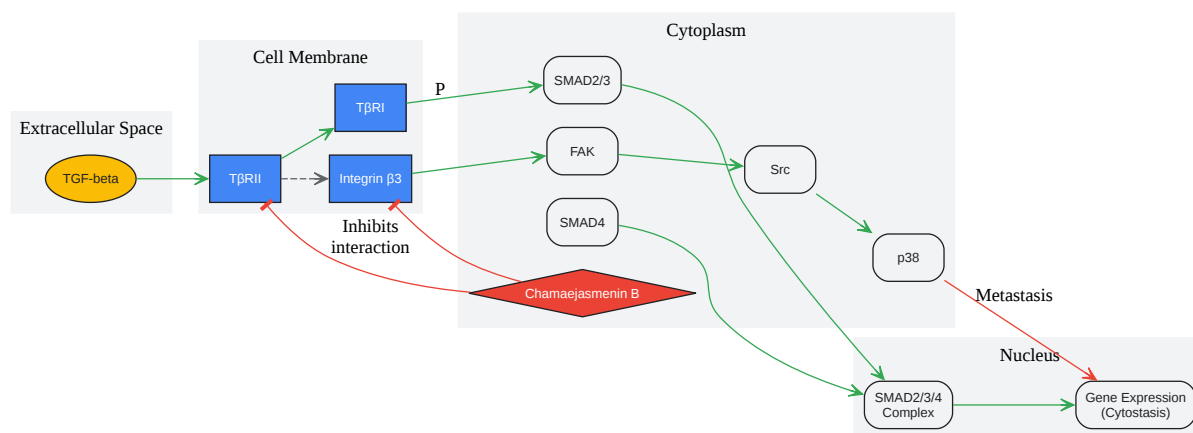 Cytoplasm
Cell Membrane
Extracellular Space
TGF-beta
TβRII
TβRI
Integrin β3
P
SMAD2/3
FAK
SMAD4
Src
p38
Inhibits
interaction
Chamaejasmenin B
Metastasis
Nucleus
SMAD2/3/4
Complex
Gene Expression
(Cytostasis)